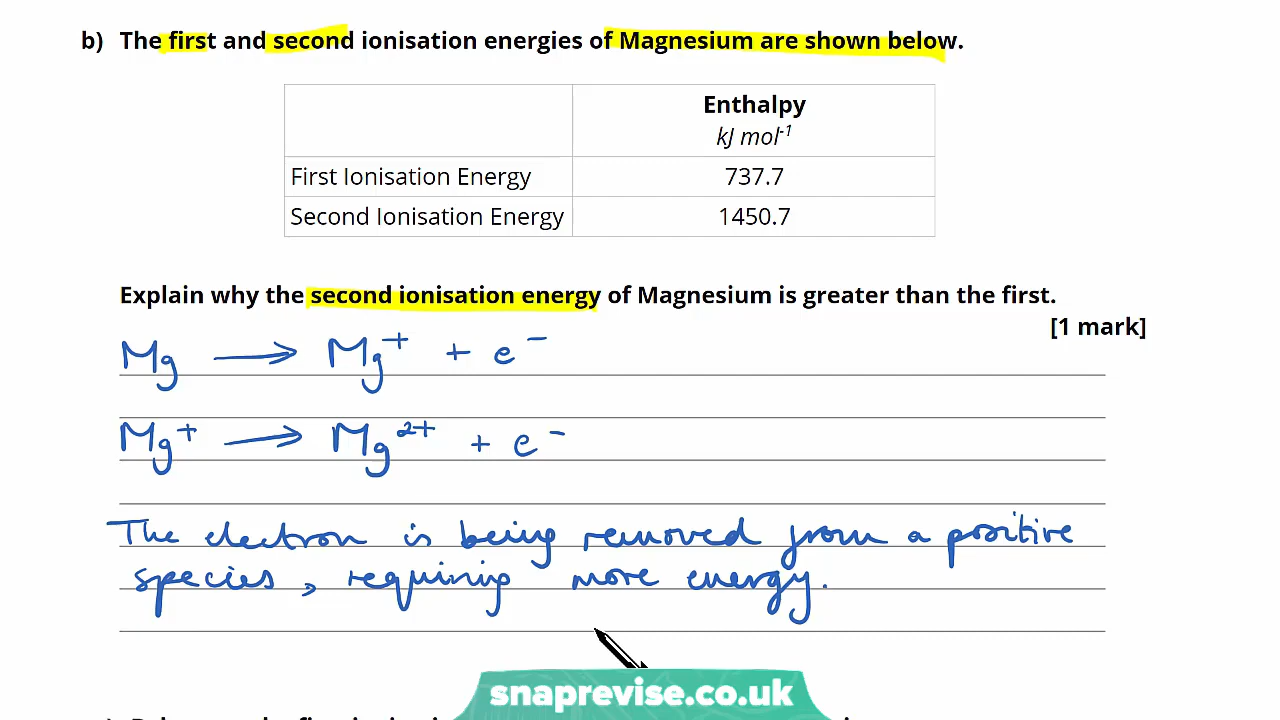 b) The first and second ionisation energies of Magnesium are shown below.
Enthalpy
kJ mol⁻¹
First Ionisation Energy 737.7
Second Ionisation Energy 1450.7
Explain why the second ionisation energy of Magnesium is greater than the first.
[1 mark]
Mg → Mg⁺ + e⁻
Mg⁺ → Mg²⁺ + e⁻
The electron is being removed from a positive
species, requiring more energy.
snaprevise.co.uk